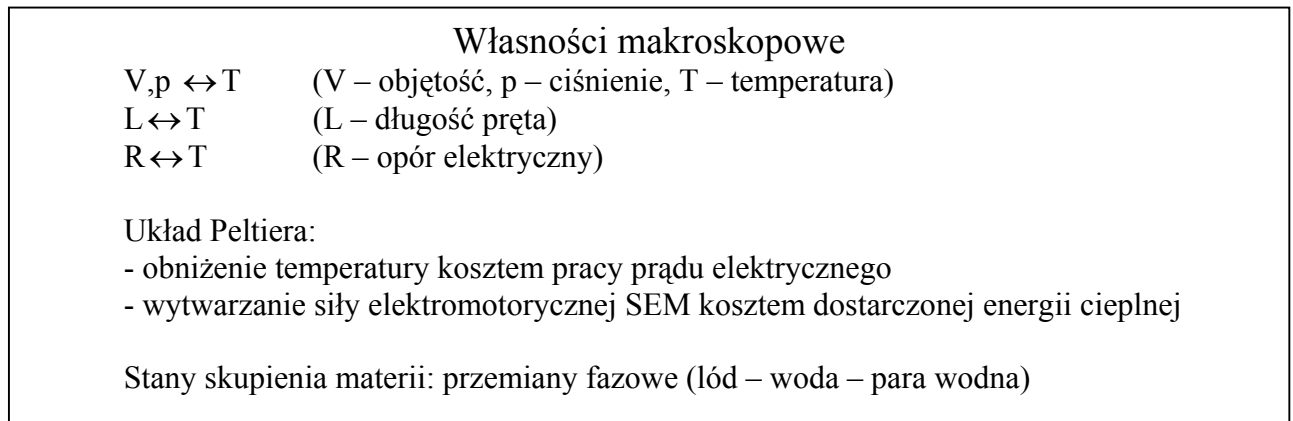 Własności makroskopowe
V,p ↔ T (V – objętość, p – ciśnienie, T – temperatura)
L ↔ T (L – długość pręta)
R ↔ T (R – opór elektryczny)
Układ Peltiera:
- obniżenie temperatury kosztem pracy prądu elektrycznego
- wytwarzanie siły elektromotorycznej SEM kosztem dostarczonej energii cieplnej
Stany skupienia materii: przemiany fazowe (lód – woda – para wodna)